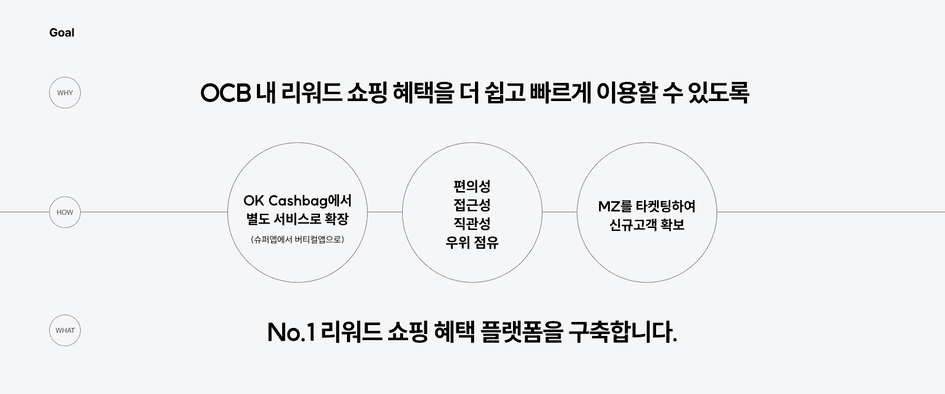 Goal
WHY
OCB 내 리워드 쇼핑 혜택을 더 쉽고 빠르게 이용할 수 있도록
HOW
OK Cashbag에서
별도 서비스로 확장
(슈퍼앱에서 버티컬앱으로)
편의성
접근성
직관성
우위 점유
MZ를 타켓팅하여
신규고객 확보
WHAT
No.1 리워드 쇼핑 혜택 플랫폼을 구축합니다.